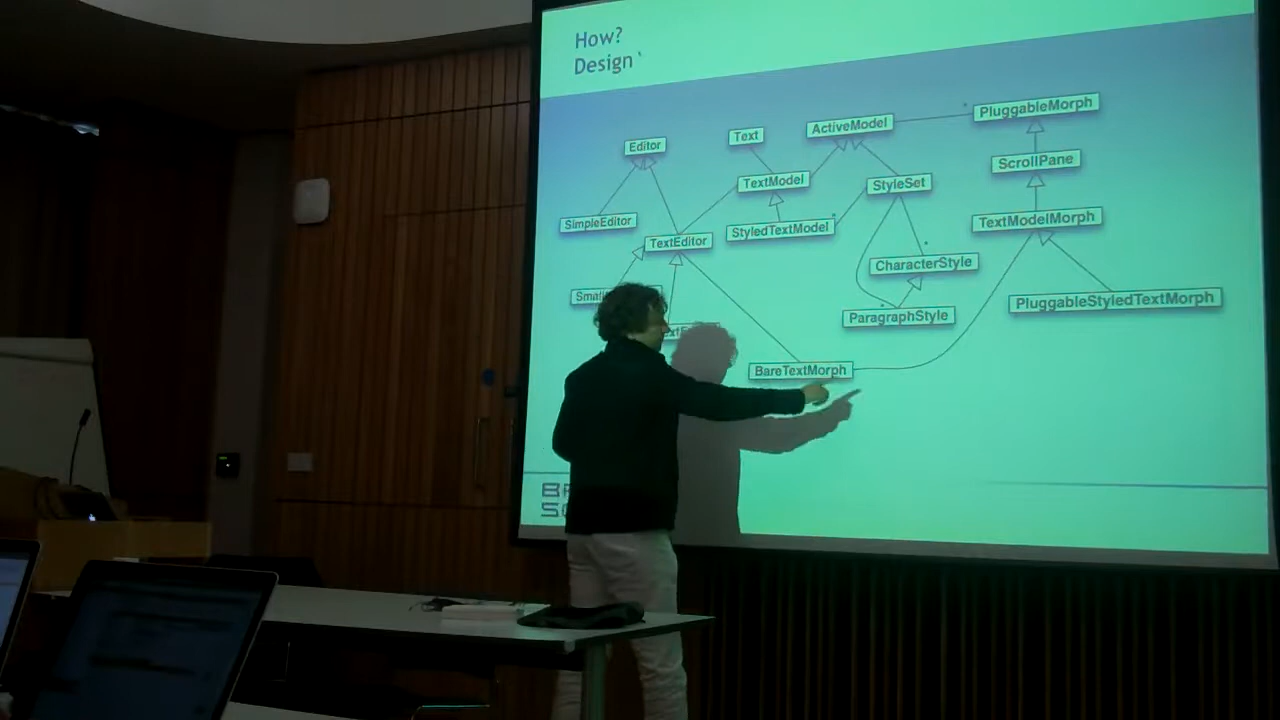 How?
Design`
PluggableMorph
ActiveModel
Text
Editor
ScrollPane
TextModel
StyleSet
TextModelMorph
SimpleEditor
StyledTextModel
TextEditor
CharacterStyle
PluggableStyledTextMorph
ParagraphStyle
BareTextMorph